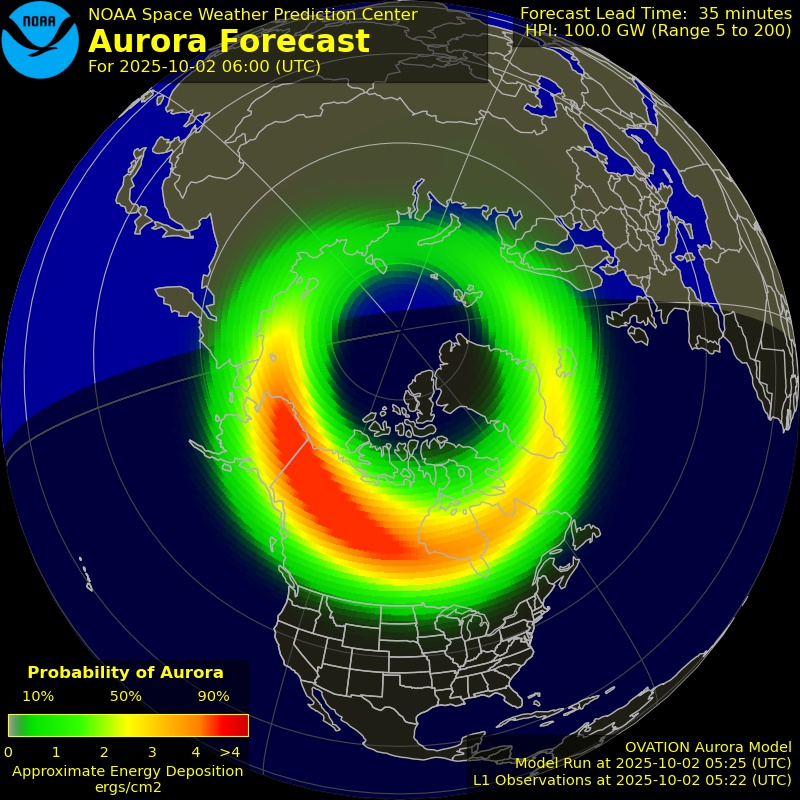 NOAA
NOAA Space Weather Prediction Center
Aurora Forecast
For 2025-10-02 06:00 (UTC)
Forecast Lead Time: 35 minutes
HPI: 100.0 GW (Range 5 to 200)
Probability of Aurora
10% 50% 90%
0 1 2 3 4 >4
Approximate Energy Deposition
ergs/cm2
OVATION Aurora Model
Model Run at 2025-10-02 05:25 (UTC)
L1 Observations at 2025-10-02 05:22 (UTC)